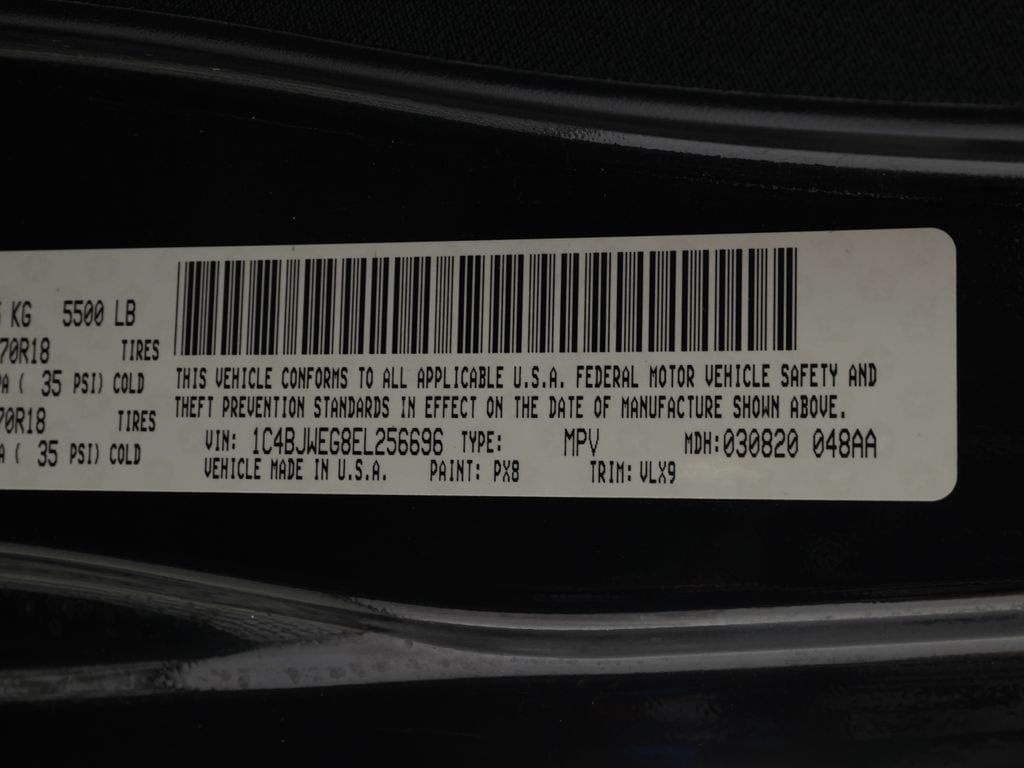 KG 5500 LB
70R18 TIRES
( 35 PSI) COLD
70R18 TIRES
( 35 PSI) COLD
THIS VEHICLE CONFORMS TO ALL APPLICABLE U.S.A. FEDERAL MOTOR VEHICLE SAFETY AND
THEFT PREVENTION STANDARDS IN EFFECT ON THE DATE OF MANUFACTURE SHOWN ABOVE.
VIN: 1C4BJWEG8EL256696 TYPE: MPV MDH:030820 048AA
VEHICLE MADE IN U.S.A. PAINT: PX8 TRIM: VLX9